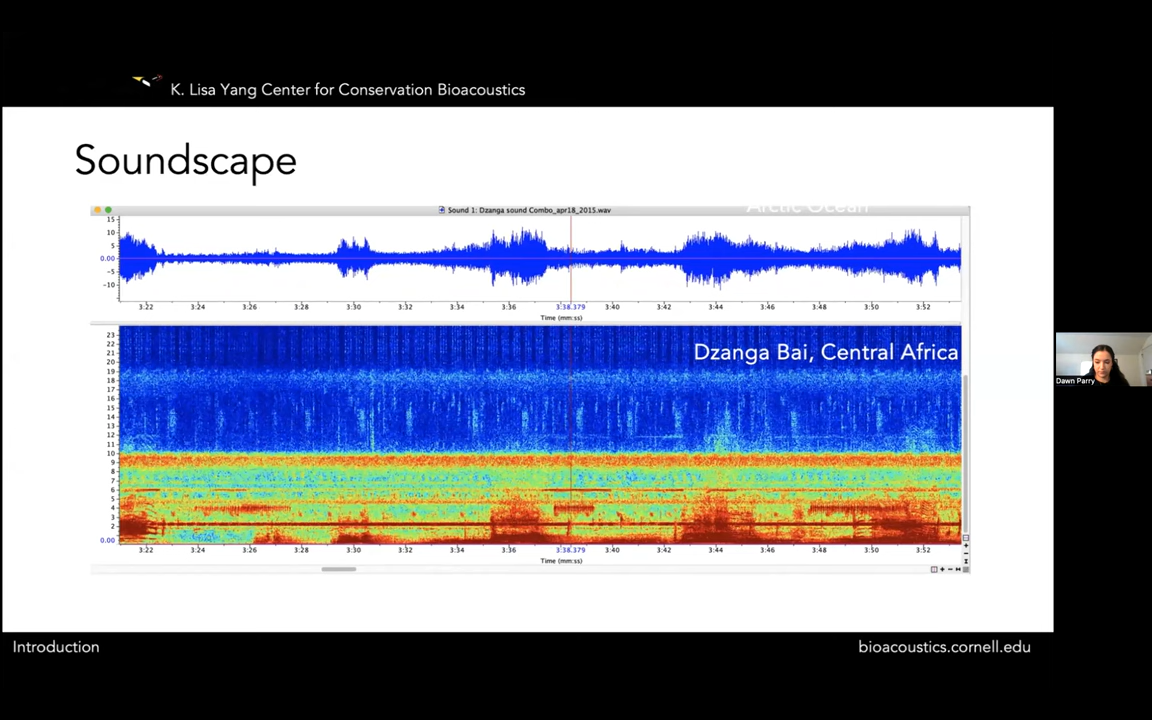 K. Lisa Yang Center for Conservation Bioacoustics
Soundscape
Sound 1: Dzanga sound Combo_apr18_2015.wav
Arctic Ocean
15
10
5
0.00
-5
-10
3:22 3:24 3:26 3:28 3:30 3:32 3:34 3:36 3:38.379 3:40 3:42 3:44 3:46 3:48 3:50 3:52
Time (mm:ss)
Dzanga Bai, Central Africa
23
22
21
20
19
18
17
16
15
14
13
12
11
10
9
8
7
6
5
4
3
2
0.00
3:22 3:24 3:26 3:28 3:30 3:32 3:34 3:36 3:38.379 3:40 3:42 3:44 3:46 3:48 3:50 3:52
Time (mm:ss)
Dawn Parry
Introduction
bioacoustics.cornell.edu